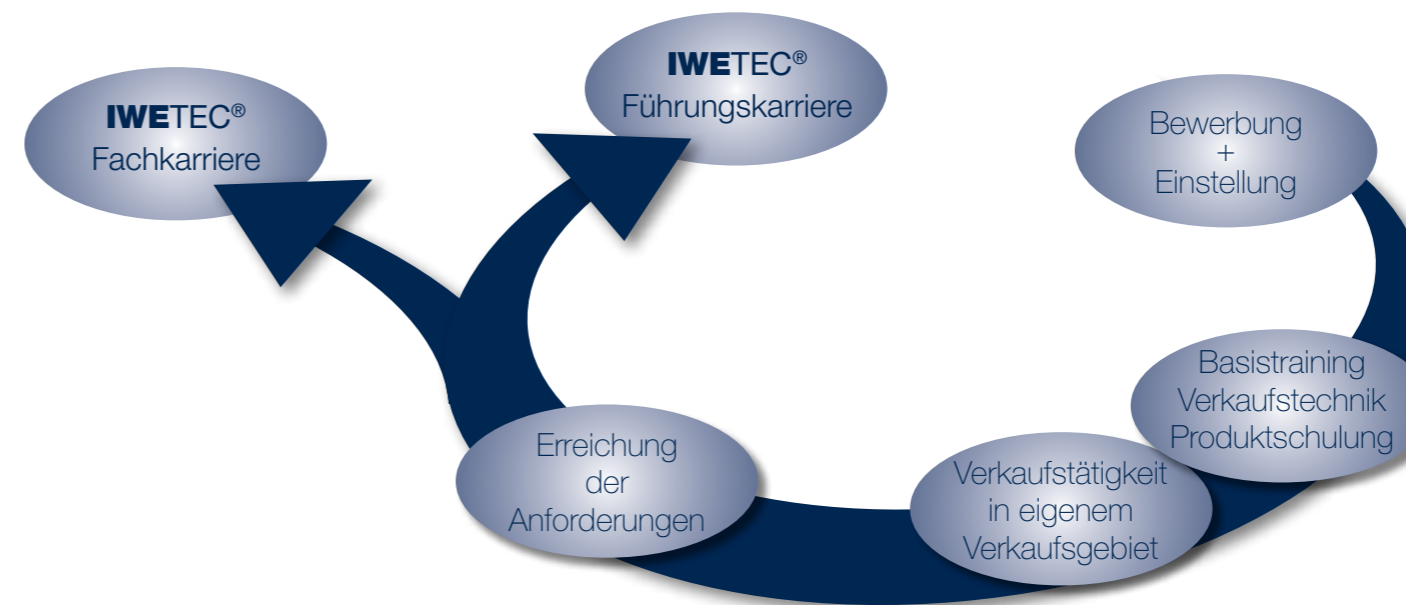 IWETEC®
Fachkarriere
IWETEC®
Führungskarriere
Bewerbung
+
Einstellung
Basistraining
Verkaufstechnik
Produktschulung
Verkaufstätigkeit
in eigenem
Verkaufsgebiet
Erreichung
der
Anforderungen